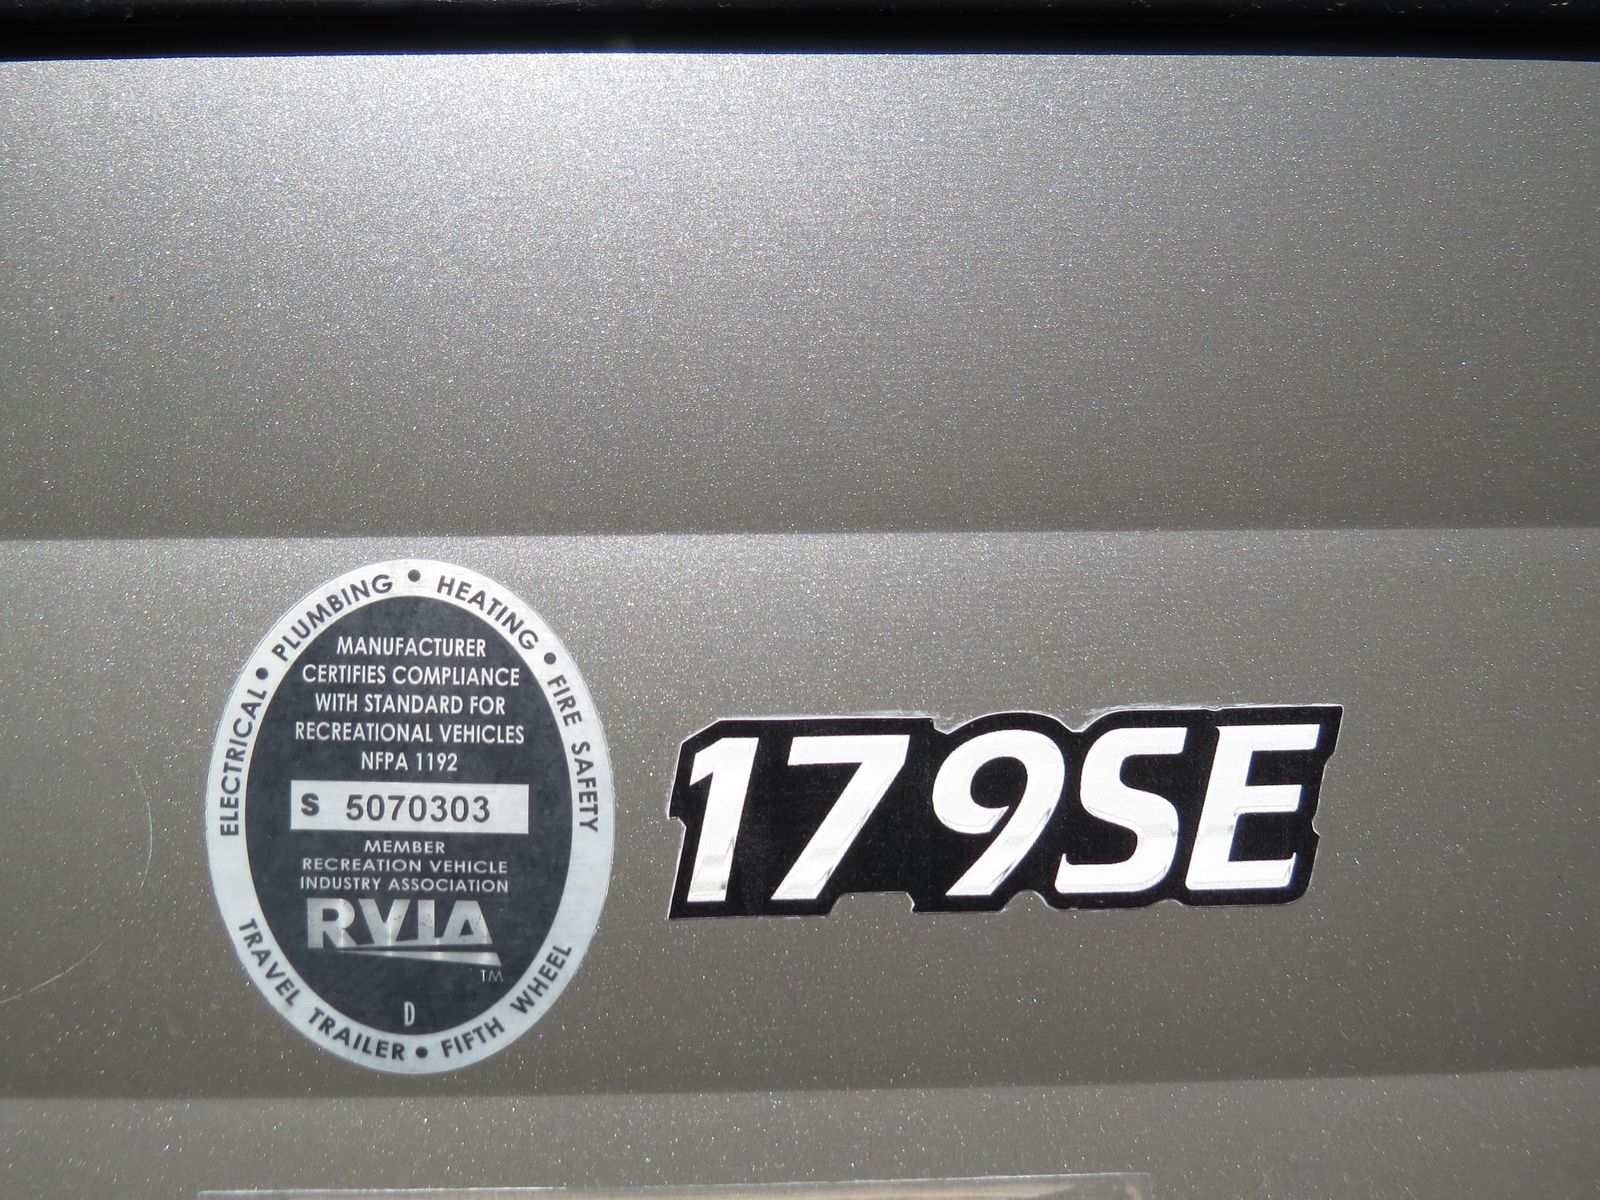 ELECTRICAL • PLUMBING • HEATING • FIRE SAFETY
MANUFACTURER
CERTIFIES COMPLIANCE
WITH STANDARD FOR
RECREATIONAL VEHICLES
NFPA 1192
S 5070303
MEMBER
RECREATION VEHICLE
INDUSTRY ASSOCIATION
RVIA
TM
D
TRAVEL TRAILER • FIFTH WHEEL
179SE